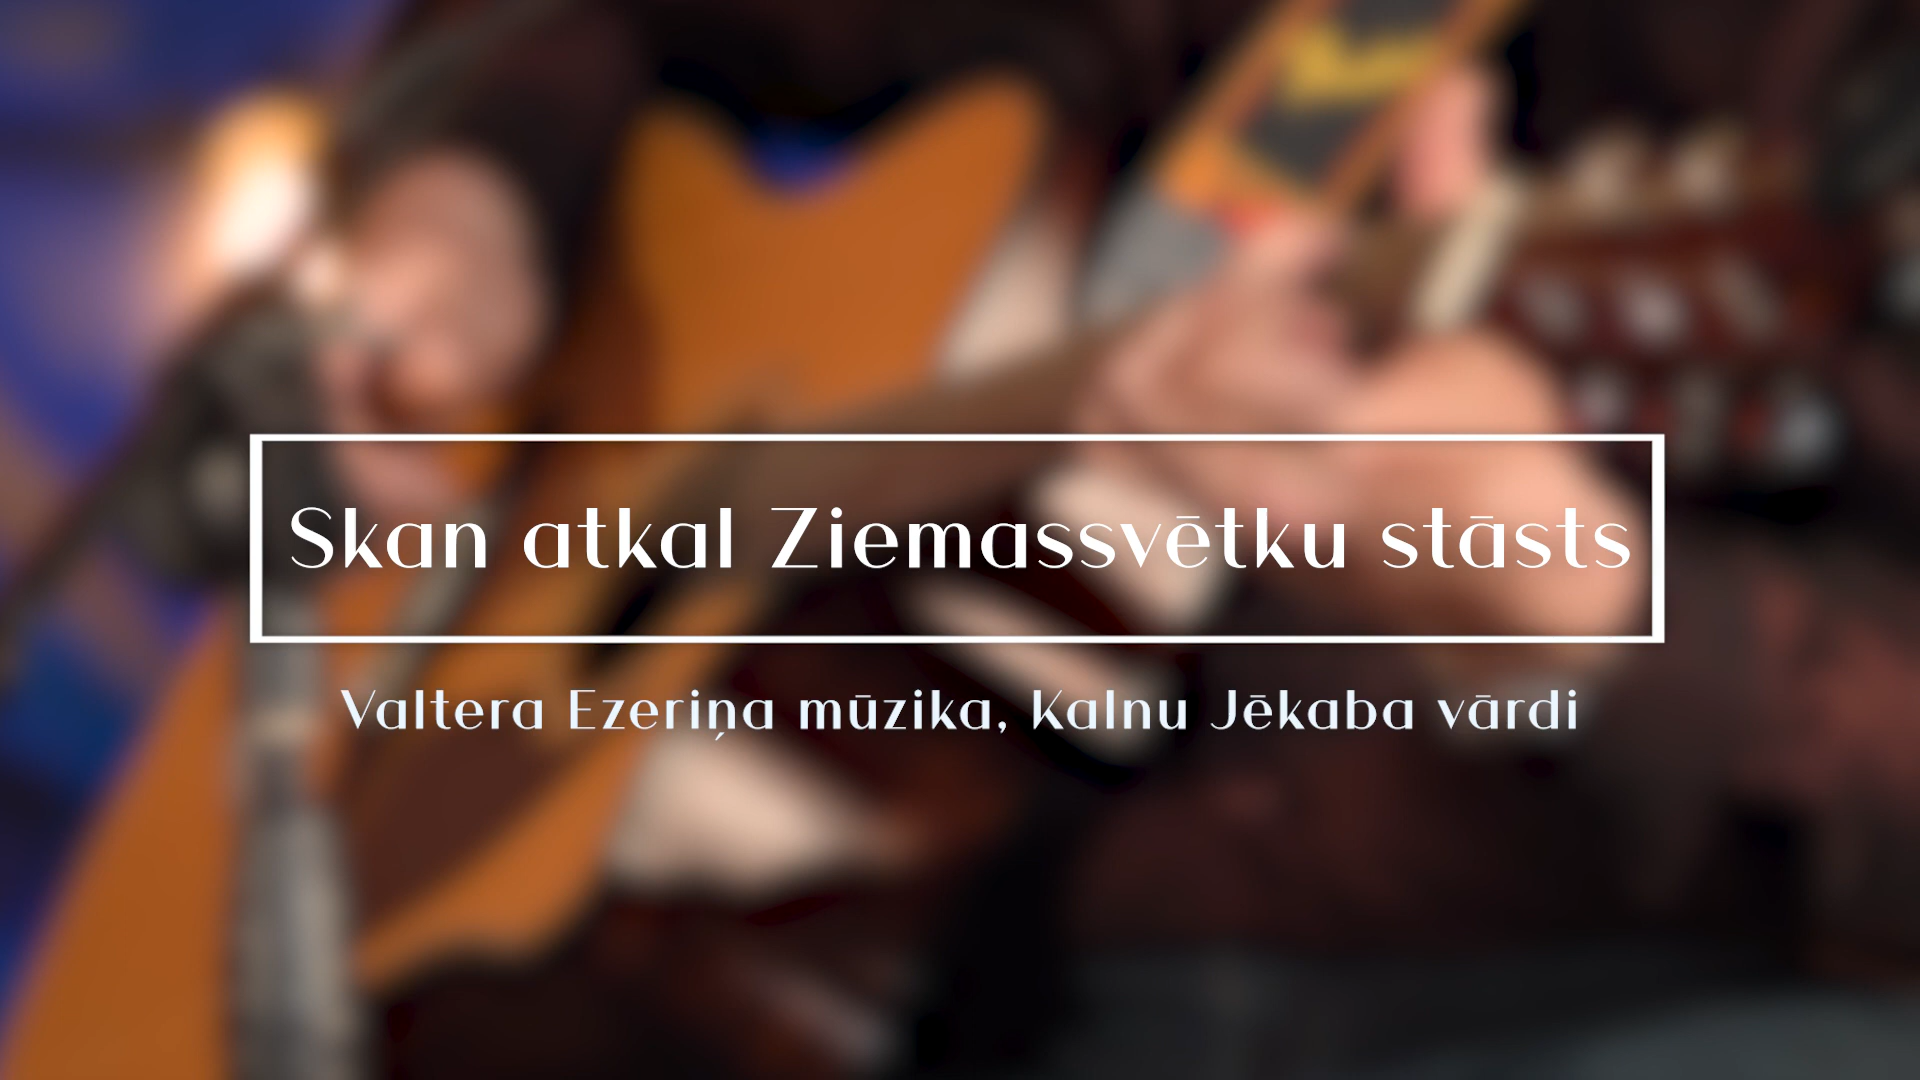 Skan atkal Ziemassvētku stāsts
Valtera Ezeriņa mūzika, Kalnu Jēkaba vārdi